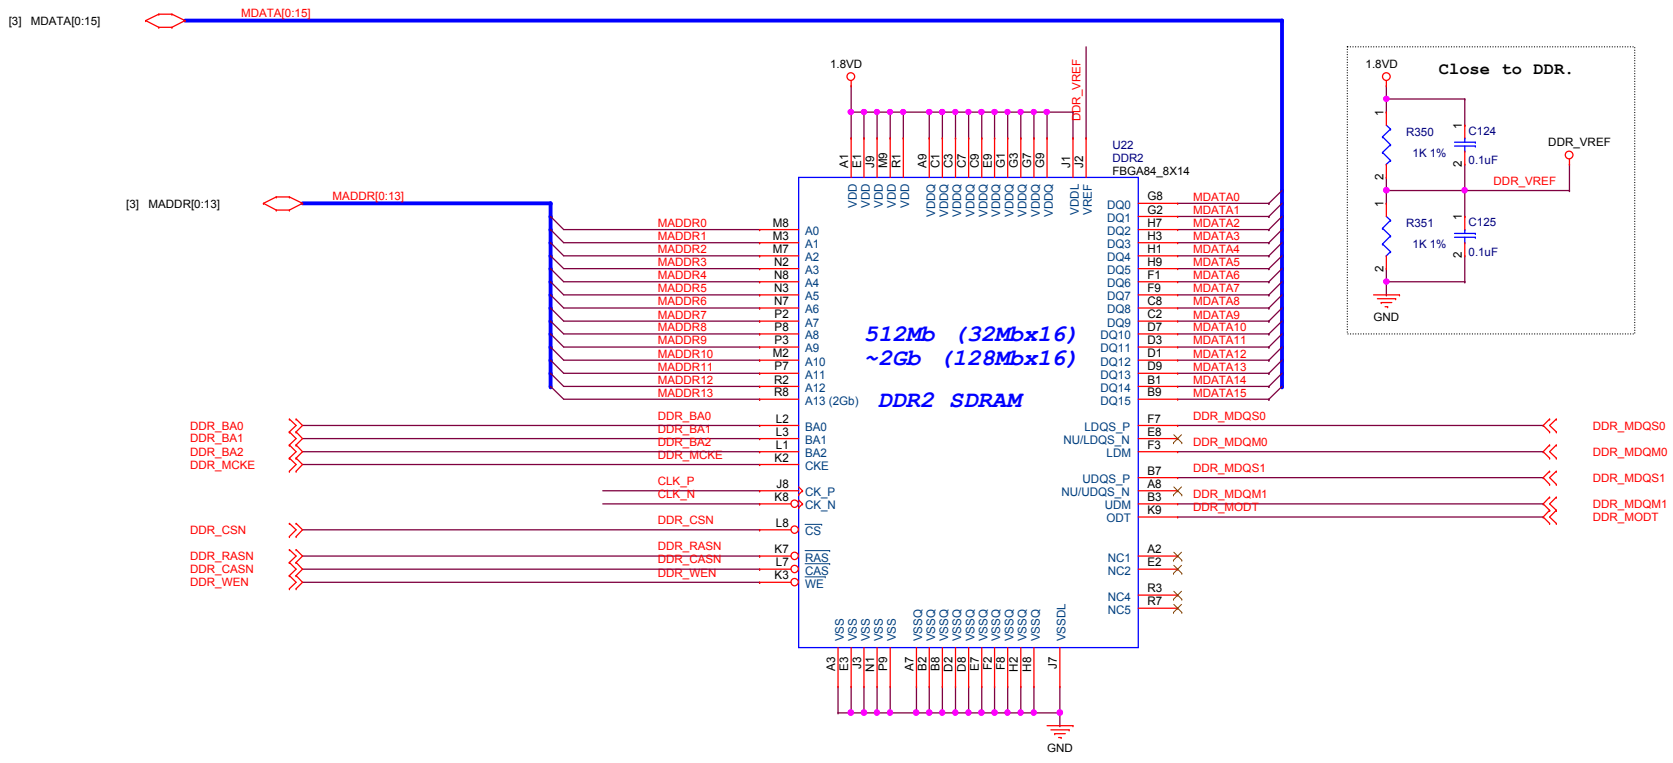 [3] MDATA[0:15]
MDATA[0:15]
1.8VD
DDR_VREF
U22
DDR2
FBGA84_8X14
A1
E1
J9
M9
R1
A9
C1
C3
C7
C9
E9
G1
G3
G7
G9
J1
J2
VDD
VDD
VDD
VDD
VDD
VDDQ
VDDQ
VDDQ
VDDQ
VDDQ
VDDQ
VDDQ
VDDQ
VDDQ
VDDQ
VDDL
VREF
[3] MADDR[0:13]
MADDR[0:13]
MADDR0 M8 A0
MADDR1 M3 A1
MADDR2 M7 A2
MADDR3 N2 A3
MADDR4 N8 A4
MADDR5 N3 A5
MADDR6 N7 A6
MADDR7 P2 A7
MADDR8 P8 A8
MADDR9 P3 A9
MADDR10 M2 A10
MADDR11 P7 A11
MADDR12 R2 A12
MADDR13 R8 A13 (2Gb)
DDR_BA0 DDR_BA0 L2 BA0
DDR_BA1 DDR_BA1 L3 BA1
DDR_BA2 DDR_BA2 L1 BA2
DDR_MCKE DDR_MCKE K2 CKE
CLK_P J8 CK_P
CLK_N K8 CK_N
DDR_CSN DDR_CSN L8 CS
DDR_RASN DDR_RASN K7 RAS
DDR_CASN DDR_CASN L7 CAS
DDR_WEN DDR_WEN K3 WE
512Mb (32Mbx16)
~2Gb (128Mbx16)
DDR2 SDRAM
DQ0 G8 MDATA0
DQ1 G2 MDATA1
DQ2 H7 MDATA2
DQ3 H3 MDATA3
DQ4 H1 MDATA4
DQ5 H9 MDATA5
DQ6 F1 MDATA6
DQ7 F9 MDATA7
DQ8 C8 MDATA8
DQ9 C2 MDATA9
DQ10 D7 MDATA10
DQ11 D3 MDATA11
DQ12 D1 MDATA12
DQ13 D9 MDATA13
DQ14 B1 MDATA14
DQ15 B9 MDATA15
LDQS_P F7 DDR_MDQS0 DDR_MDQS0
NU/LDQS_N E8
LDM F3 DDR_MDQM0 DDR_MDQM0
UDQS_P B7 DDR_MDQS1 DDR_MDQS1
NU/UDQS_N A8
UDM B3 DDR_MDQM1 DDR_MDQM1
ODT K9 DDR_MODT DDR_MODT
NC1 A2
NC2 E2
NC4 R3
NC5 R7
VSS
VSS
VSS
VSS
VSS
VSSQ
VSSQ
VSSQ
VSSQ
VSSQ
VSSQ
VSSQ
VSSQ
VSSQ
VSSQ
VSSDL
A3
E3
J3
N1
P9
A7
B2
B8
D2
D8
E7
F2
F8
H2
H8
J7
GND
1.8VD
Close to DDR.
1
R350
1K 1%
2
1
C124
2 0.1uF
DDR_VREF
DDR_VREF
1
R351
1K 1%
2
1
C125
2 0.1uF
GND